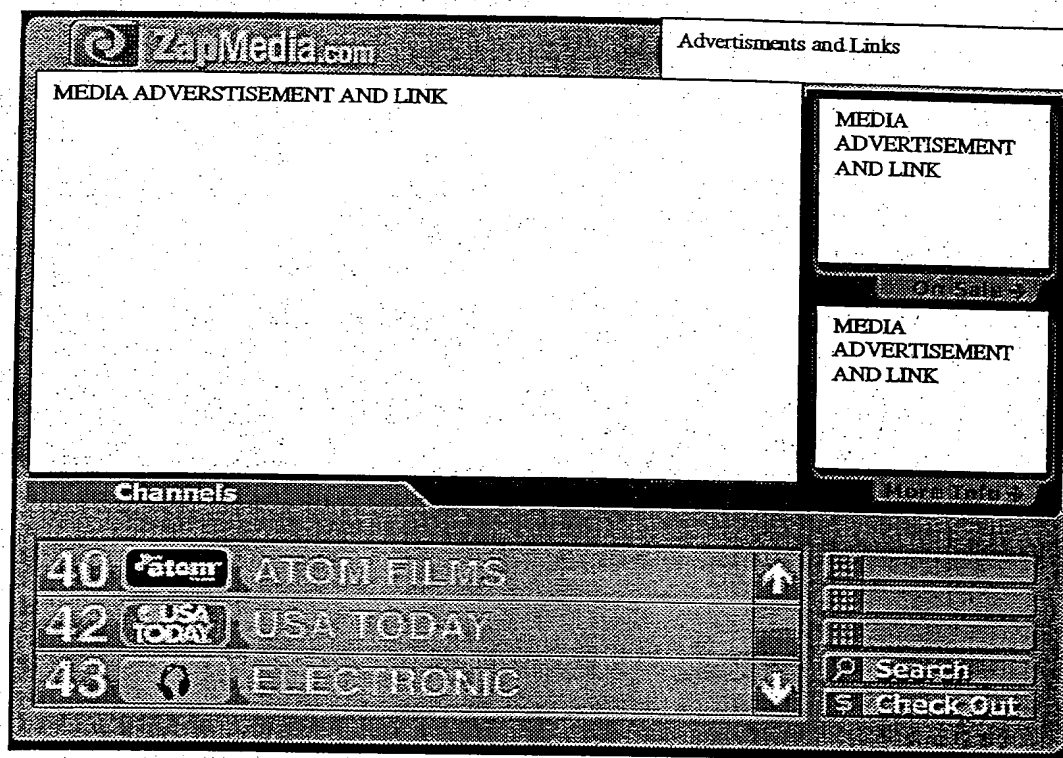 ZapMedia.com
Advertisments and Links
MEDIA ADVERSTISEMENT AND LINK
MEDIA
ADVERTISEMENT
AND LINK
On Sale →
MEDIA
ADVERTISEMENT
AND LINK
More Info →
Channels
40 atom ATOM FILMS
42 USA TODAY USA TODAY
43 ELECTRONIC
Search
$ Check Out